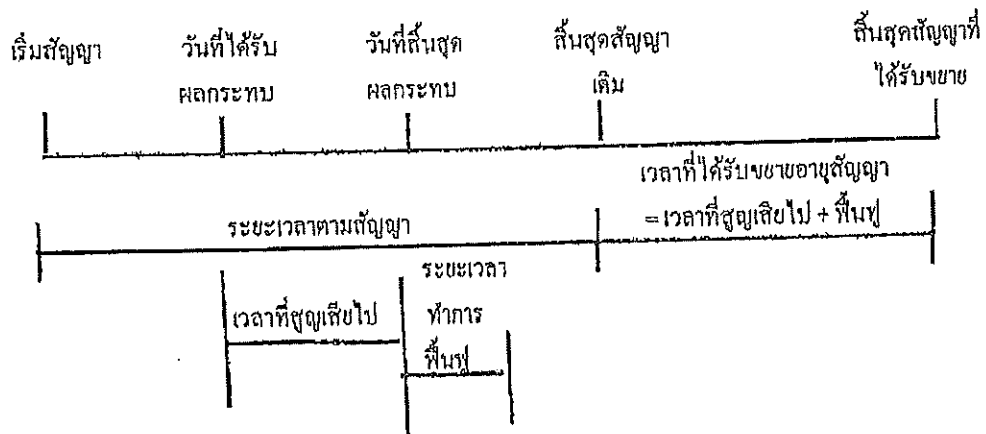 เริ่มสัญญา
วันที่ได้รับ
ผลกระทบ
วันที่สิ้นสุด
ผลกระทบ
สิ้นสุดสัญญา
เดิม
สิ้นสุดสัญญาที่
ได้รับขยาย
ระยะเวลาตามสัญญา
เวลาที่ได้รับขยายอายุสัญญา
=เวลาที่สูญเสียไป + ฟื้นฟู
เวลาที่สูญเสียไป
ระยะเวลา
ทำการ
ฟื้นฟู